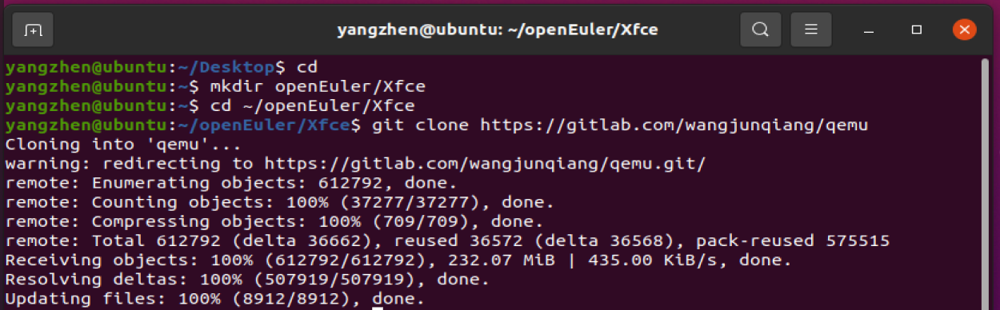 yangzhen@ubuntu: ~/openEuler/Xfce
yangzhen@ubuntu:~/Desktop$ cd
yangzhen@ubuntu:~$ mkdir openEuler/Xfce
yangzhen@ubuntu:~$ cd ~/openEuler/Xfce
yangzhen@ubuntu:~/openEuler/Xfce$ git clone https://gitlab.com/wangjunqiang/qemu
Cloning into 'qemu'...
warning: redirecting to https://gitlab.com/wangjunqiang/qemu.git/
remote: Enumerating objects: 612792, done.
remote: Counting objects: 100% (37277/37277), done.
remote: Compressing objects: 100% (709/709), done.
remote: Total 612792 (delta 36662), reused 36572 (delta 36568), pack-reused 575515
Receiving objects: 100% (612792/612792), 232.07 MiB | 435.00 KiB/s, done.
Resolving deltas: 100% (507919/507919), done.
Updating files: 100% (8912/8912), done.